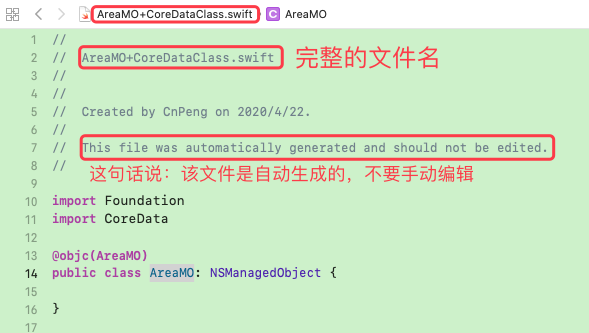 AreaMO+CoreDataClass.swift C AreaMO
1 //
2 // AreaMO+CoreDataClass.swift 完整的文件名
3 //
4 //
5 // Created by CnPeng on 2020/4/22.
6 //
7 // This file was automatically generated and should not be edited.
8 //
这句话说：该文件是自动生成的，不要手动编辑
9
10 import Foundation
11 import CoreData
12
13 @objc(AreaMO)
14 public class AreaMO: NSManagedObject {
15
16 }
17